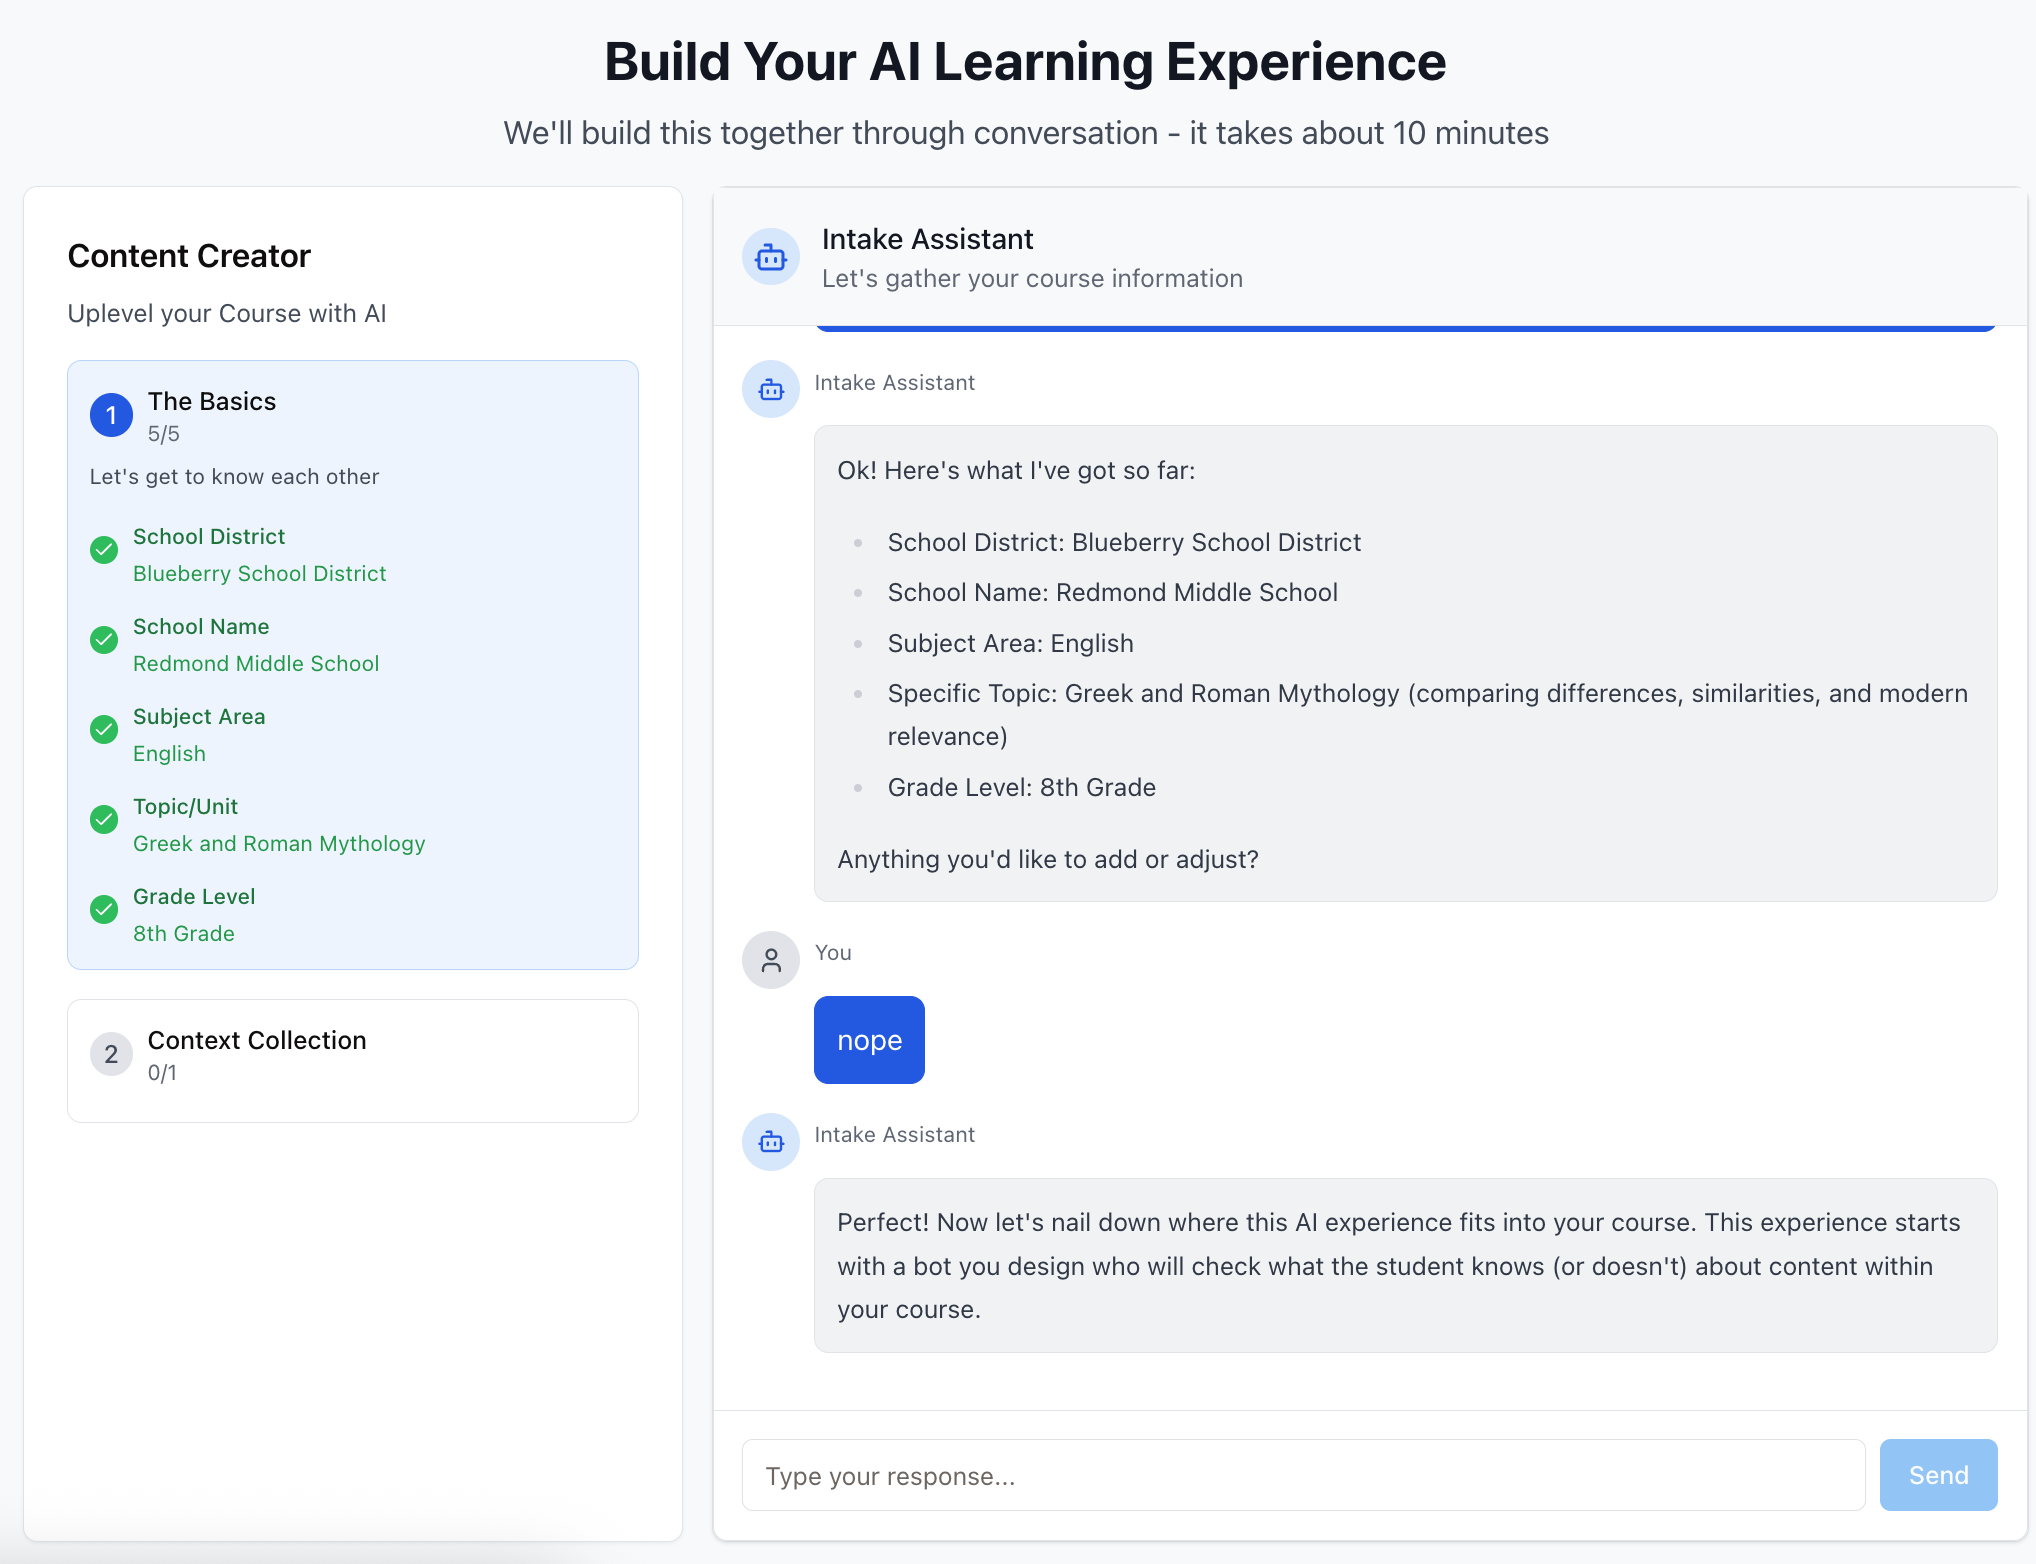 Build Your AI Learning Experience
We'll build this together through conversation - it takes about 10 minutes
Content Creator
Uplevel your Course with AI
1
The Basics
5/5
Let's get to know each other
School District
Blueberry School District
School Name
Redmond Middle School
Subject Area
English
Topic/Unit
Greek and Roman Mythology
Grade Level
8th Grade
2
Context Collection
0/1
Intake Assistant
Let's gather your course information
Intake Assistant
Ok! Here's what I've got so far:
• School District: Blueberry School District
• School Name: Redmond Middle School
• Subject Area: English
• Specific Topic: Greek and Roman Mythology (comparing differences, similarities, and modern
relevance)
• Grade Level: 8th Grade
Anything you'd like to add or adjust?
You
nope
Intake Assistant
Perfect! Now let's nail down where this AI experience fits into your course. This experience starts
with a bot you design who will check what the student knows (or doesn't) about content within
your course.
Type your response...
Send